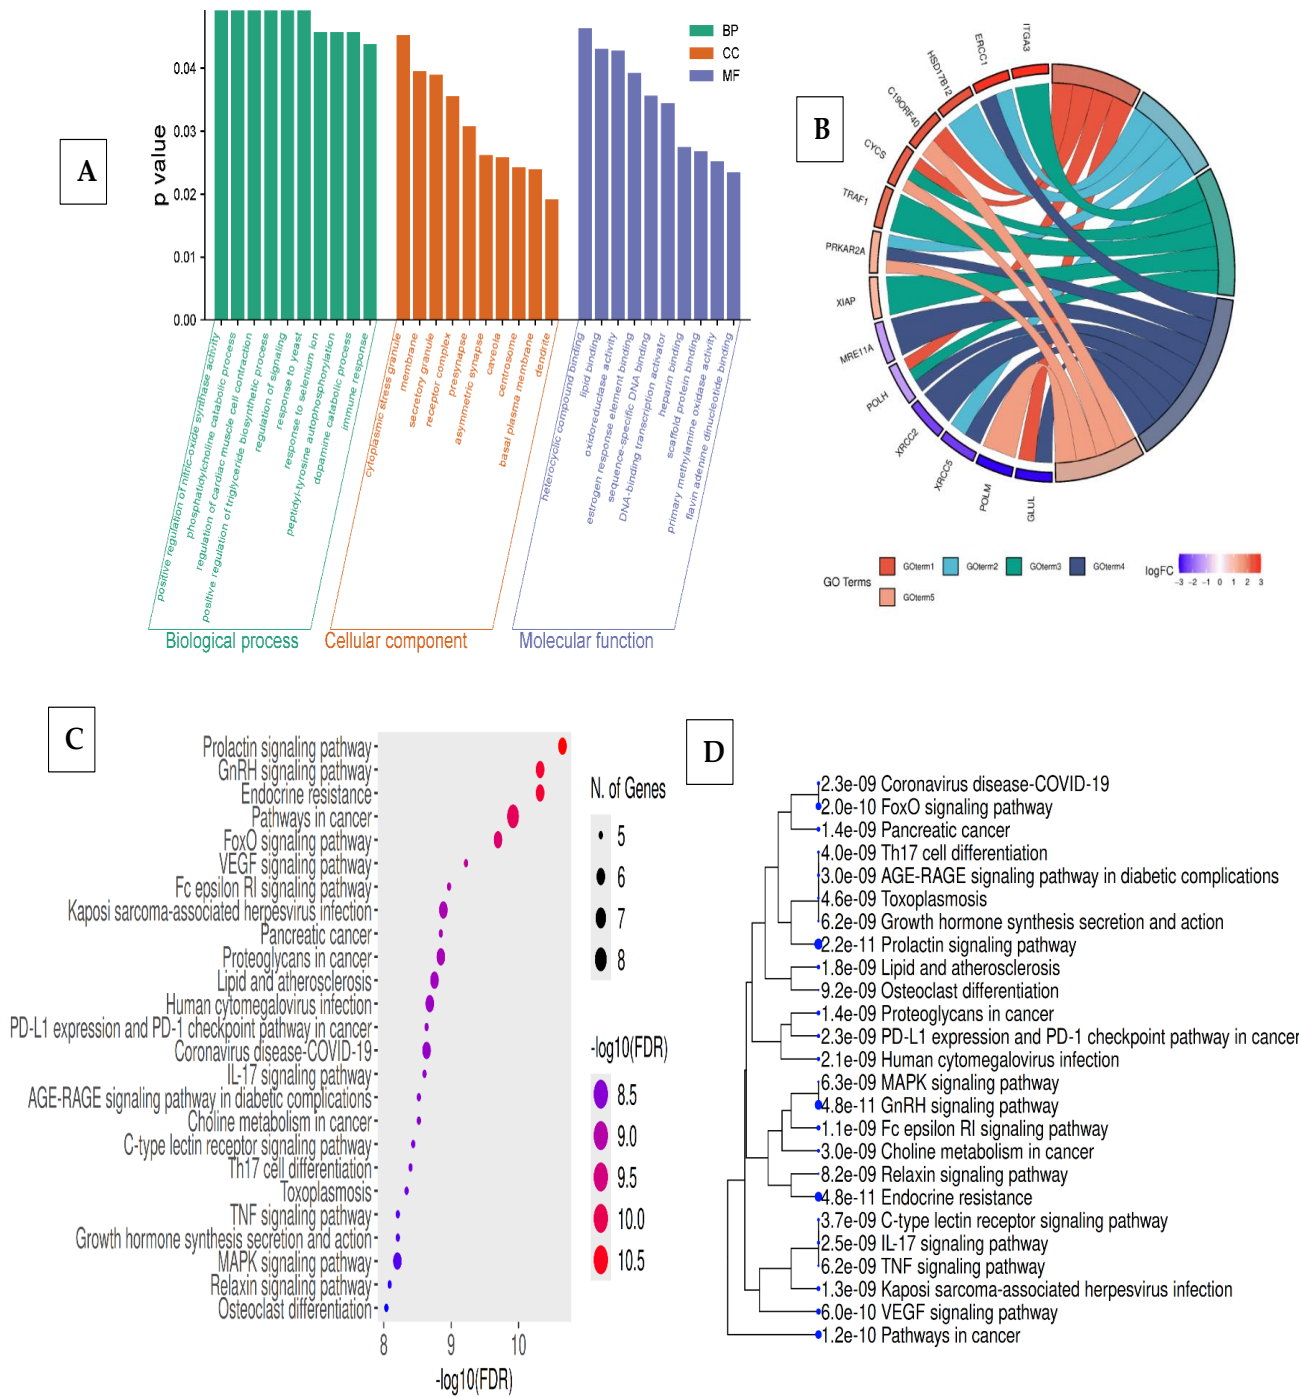 A
p value
0.04
0.03
0.02
0.01
0.00
BP
CC
MF
positive regulation of nitric-oxide synthase activity
phosphatidylcholine catabolic process
regulation of cardiac muscle cell contraction
positive regulation of triglyceride biosynthetic process
regulation off signaling
response to yeast
response to selenium ion
peptidyl-tyrosine autophosphorylation
dopamine catabolic process
immune response
cytoplasmic stress granule
membrane
secretory granule
receptor complex
presynapse
asymmetric synapse
caveola
centrosome
basal plasma membrane
dendrite
heterocyclic compound binding
lipid binding
oxidoreductase activity
estrogen response element binding
sequence-specific DNA binding
DNA-binding transcription activator
heparin binding
scaffold protein binding
primary methylamine oxidase activity
flavin adenine dinucleotide binding
Biological process
Cellular component
Molecular function
B
ITGA3
ERCC1
HSD17B12
C19ORF40
CYCS
TRAF1
PRKAR2A
XIAP
MRE11A
POLH
XRCC2
XRCC5
POLM
GLUL
GO Terms
GOterm1
GOterm2
GOterm3
GOterm4
GOterm5
logFC
-3 -2 -1 0 1 2 3
C
Prolactin signaling pathway
GnRH signaling pathway
Endocrine resistance
Pathways in cancer
FoxO signaling pathway
VEGF signaling pathway
Fc epsilon RI signaling pathway
Kaposi sarcoma-associated herpesvirus infection
Pancreatic cancer
Proteoglycans in cancer
Lipid and atherosclerosis
Human cytomegalovirus infection
PD-L1 expression and PD-1 checkpoint pathway in cancer
Coronavirus disease-COVID-19
IL-17 signaling pathway
AGE-RAGE signaling pathway in diabetic complications
Choline metabolism in cancer
C-type lectin receptor signaling pathway
Th17 cell differentiation
Toxoplasmosis
TNF signaling pathway
Growth hormone synthesis secretion and action
MAPK signaling pathway
Relaxin signaling pathway
Osteoclast differentiation
8 9 10
-log10(FDR)
N. of Genes
5
6
7
8
-log10(FDR)
8.5
9.0
9.5
10.0
10.5
D
2.3e-09 Coronavirus disease-COVID-19
2.0e-10 FoxO signaling pathway
1.4e-09 Pancreatic cancer
4.0e-09 Th17 cell differentiation
3.0e-09 AGE-RAGE signaling pathway in diabetic complications
4.6e-09 Toxoplasmosis
6.2e-09 Growth hormone synthesis secretion and action
2.2e-11 Prolactin signaling pathway
1.8e-09 Lipid and atherosclerosis
9.2e-09 Osteoclast differentiation
1.4e-09 Proteoglycans in cancer
2.3e-09 PD-L1 expression and PD-1 checkpoint pathway in cancer
2.1e-09 Human cytomegalovirus infection
6.3e-09 MAPK signaling pathway
4.8e-11 GnRH signaling pathway
1.1e-09 Fc epsilon RI signaling pathway
3.0e-09 Choline metabolism in cancer
8.2e-09 Relaxin signaling pathway
4.8e-11 Endocrine resistance
3.7e-09 C-type lectin receptor signaling pathway
2.5e-09 IL-17 signaling pathway
6.2e-09 TNF signaling pathway
1.3e-09 Kaposi sarcoma-associated herpesvirus infection
6.0e-10 VEGF signaling pathway
1.2e-10 Pathways in cancer